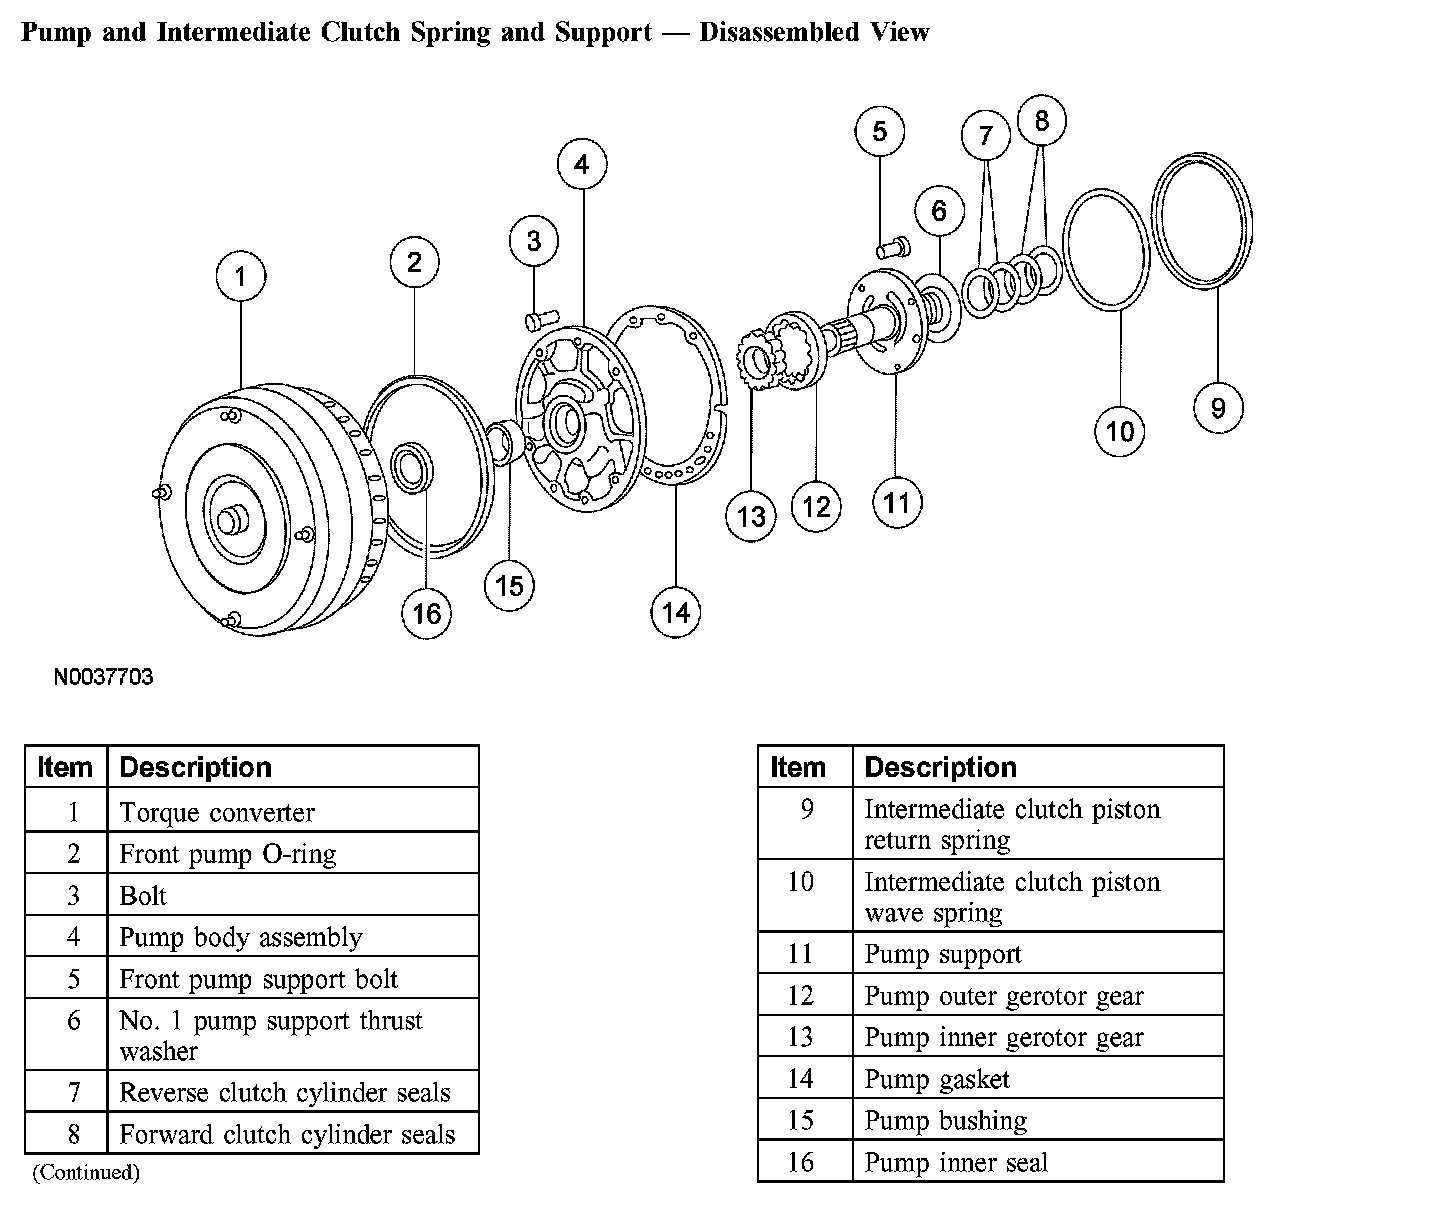 Pump and Intermediate Clutch Spring and Support — Disassembled View
8
5
7
4
6
3
2
1
9
10
11
12
13
15
14
16
N0037703
Item Description
1 Torque converter
2 Front pump O-ring
3 Bolt
4 Pump body assembly
5 Front pump support bolt
6 No. 1 pump support thrust
washer
7 Reverse clutch cylinder seals
8 Forward clutch cylinder seals
(Continued)
Item Description
9 Intermediate clutch piston
return spring
10 Intermediate clutch piston
wave spring
11 Pump support
12 Pump outer gerotor gear
13 Pump inner gerotor gear
14 Pump gasket
15 Pump bushing
16 Pump inner seal